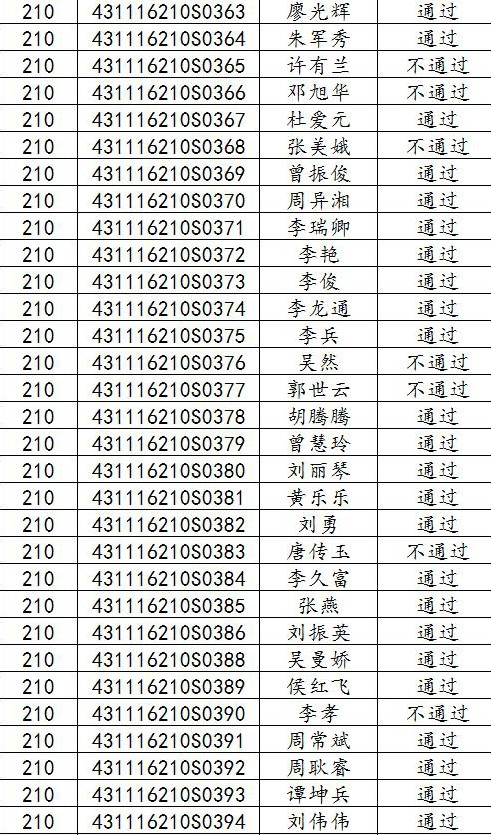 210 431116210S0363 廖光辉 通过
210 431116210S0364 朱军秀 通过
210 431116210S0365 许有兰 不通过
210 431116210S0366 邓旭华 不通过
210 431116210S0367 杜爱元 通过
210 431116210S0368 张美娥 不通过
210 431116210S0369 曾振俊 通过
210 431116210S0370 周异湘 通过
210 431116210S0371 李瑞卿 通过
210 431116210S0372 李艳 通过
210 431116210S0373 李俊 通过
210 431116210S0374 李龙通 通过
210 431116210S0375 李兵 通过
210 431116210S0376 吴然 不通过
210 431116210S0377 郭世云 不通过
210 431116210S0378 胡腾腾 通过
210 431116210S0379 曾慧玲 通过
210 431116210S0380 刘丽琴 通过
210 431116210S0381 黄乐乐 通过
210 431116210S0382 刘勇 通过
210 431116210S0383 唐传玉 不通过
210 431116210S0384 李久富 通过
210 431116210S0385 张燕 通过
210 431116210S0386 刘振英 通过
210 431116210S0388 吴曼娇 通过
210 431116210S0389 侯红飞 通过
210 431116210S0390 李孝 不通过
210 431116210S0391 周常斌 通过
210 431116210S0392 周耿睿 通过
210 431116210S0393 谭坤兵 通过
210 431116210S0394 刘伟伟 通过